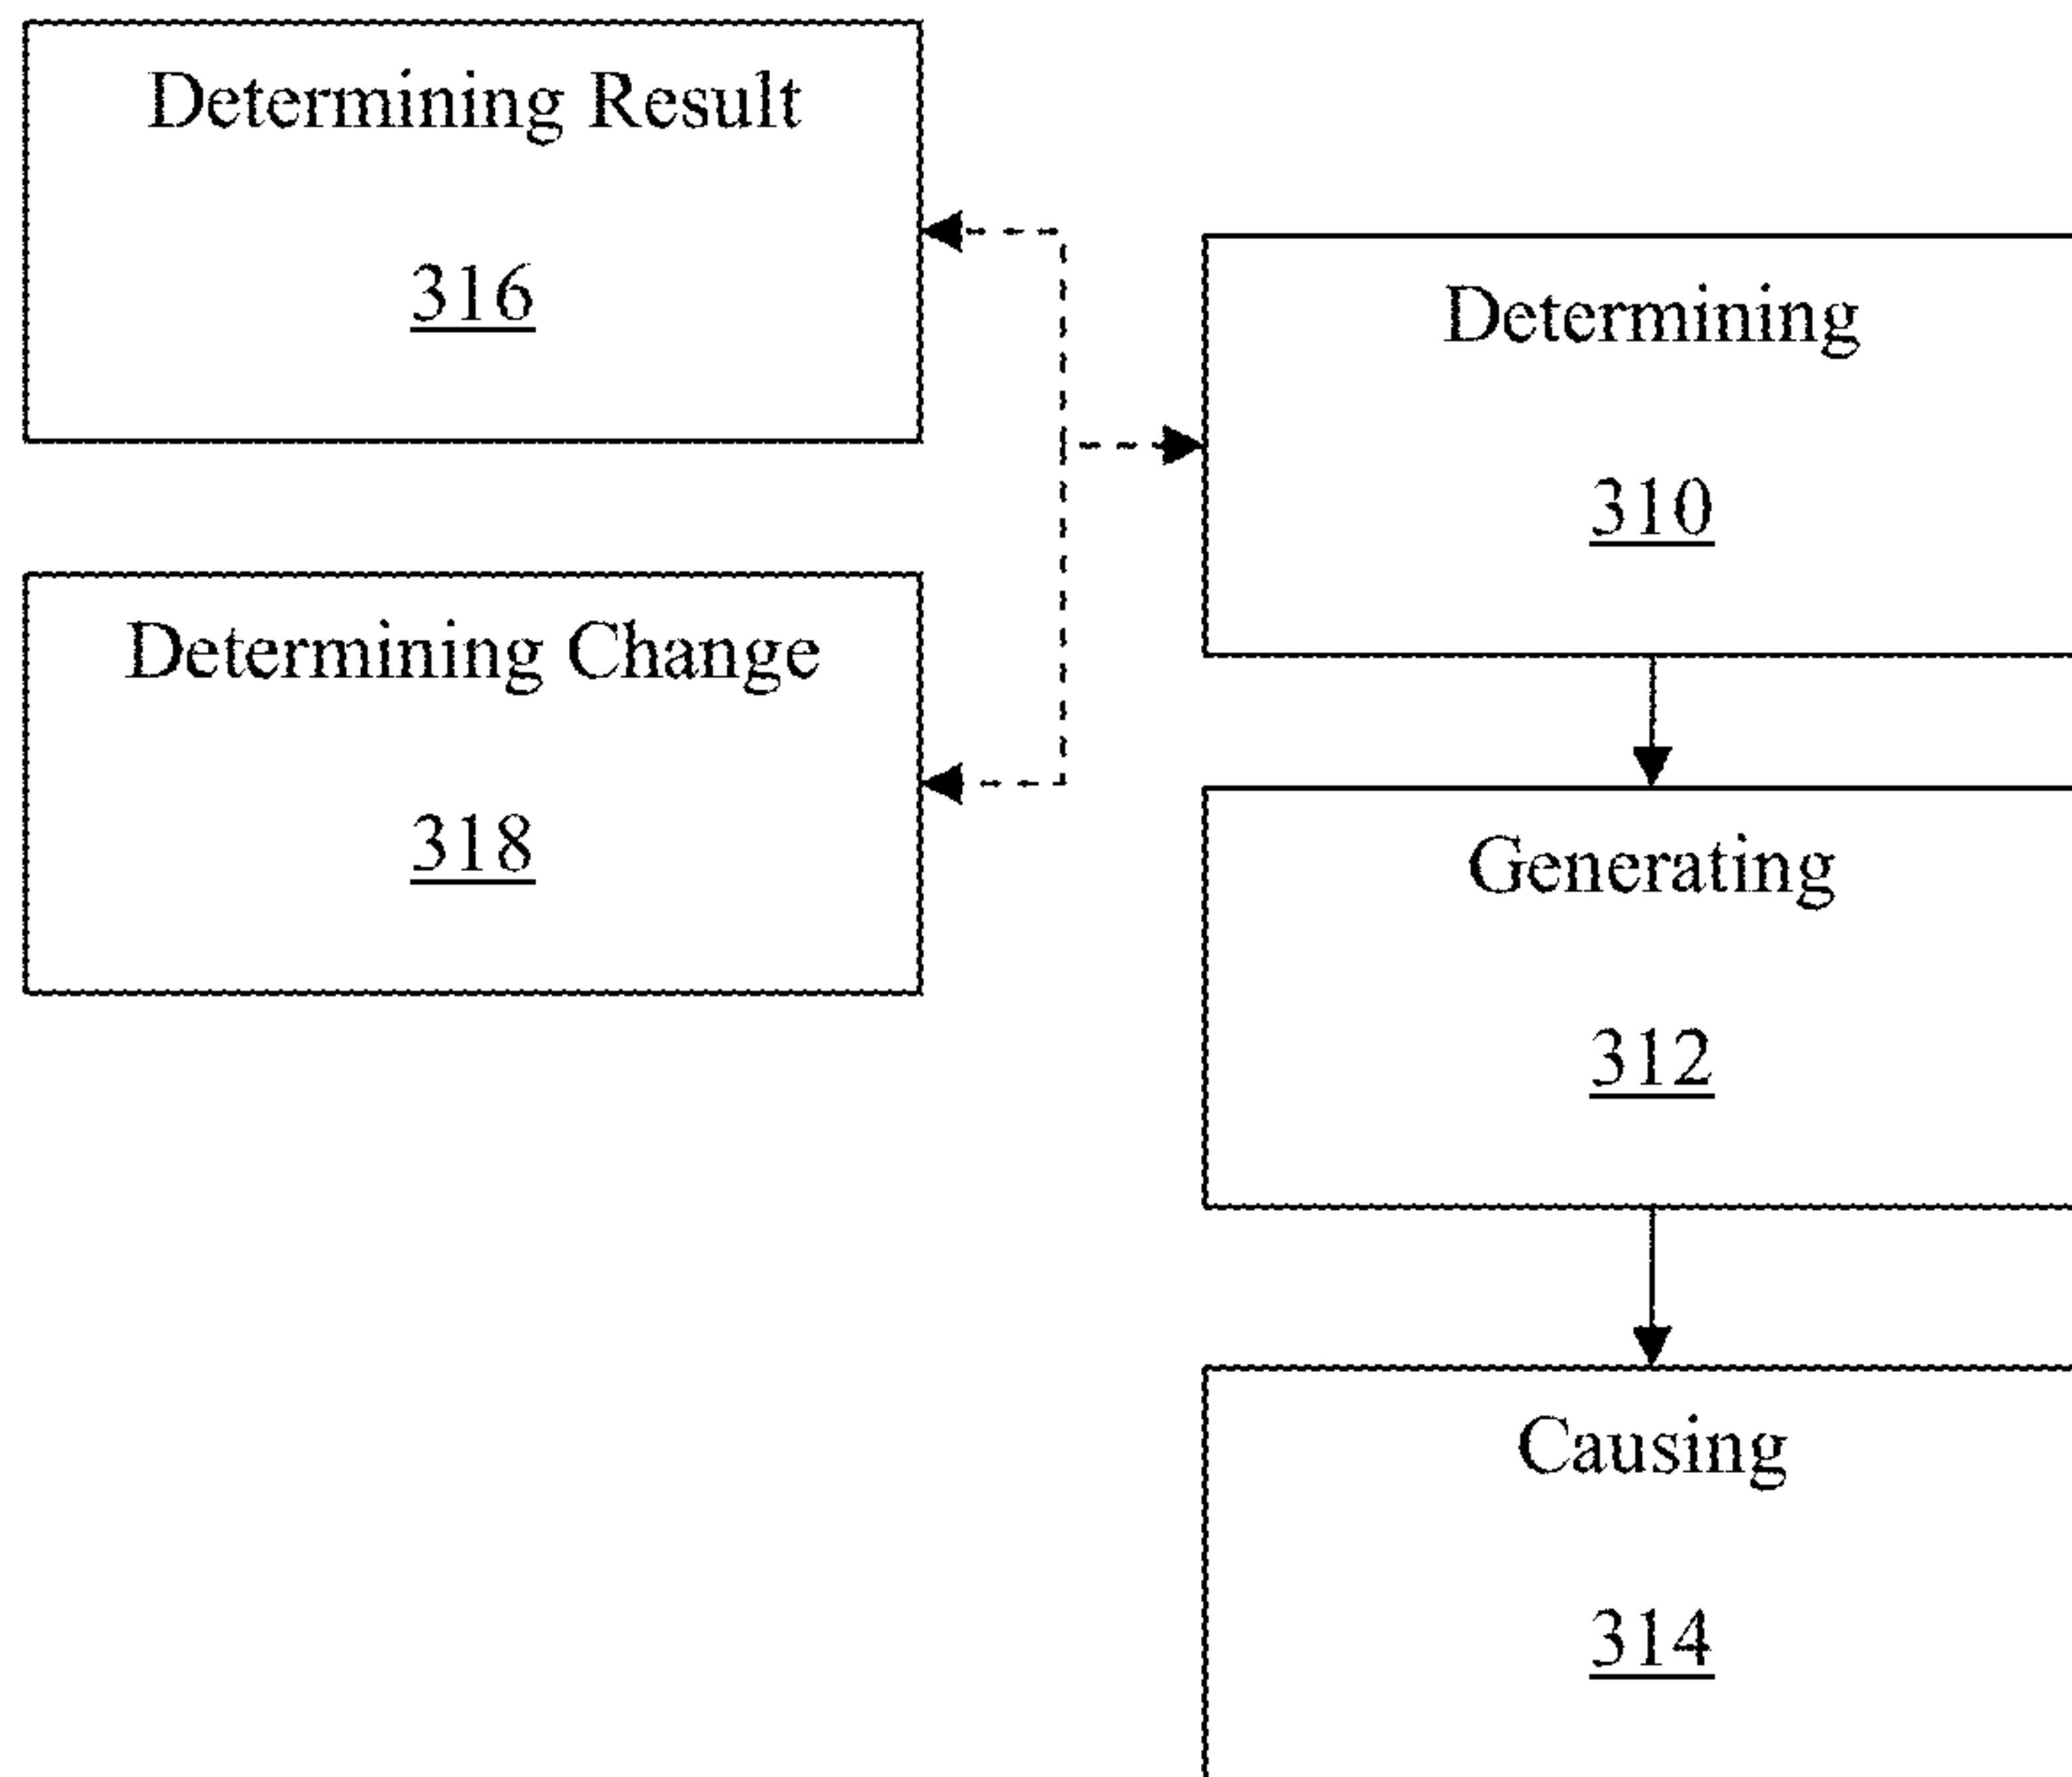 Determining Result
316
Determining Change
318
Determining
310
Generating
312
Causing
314